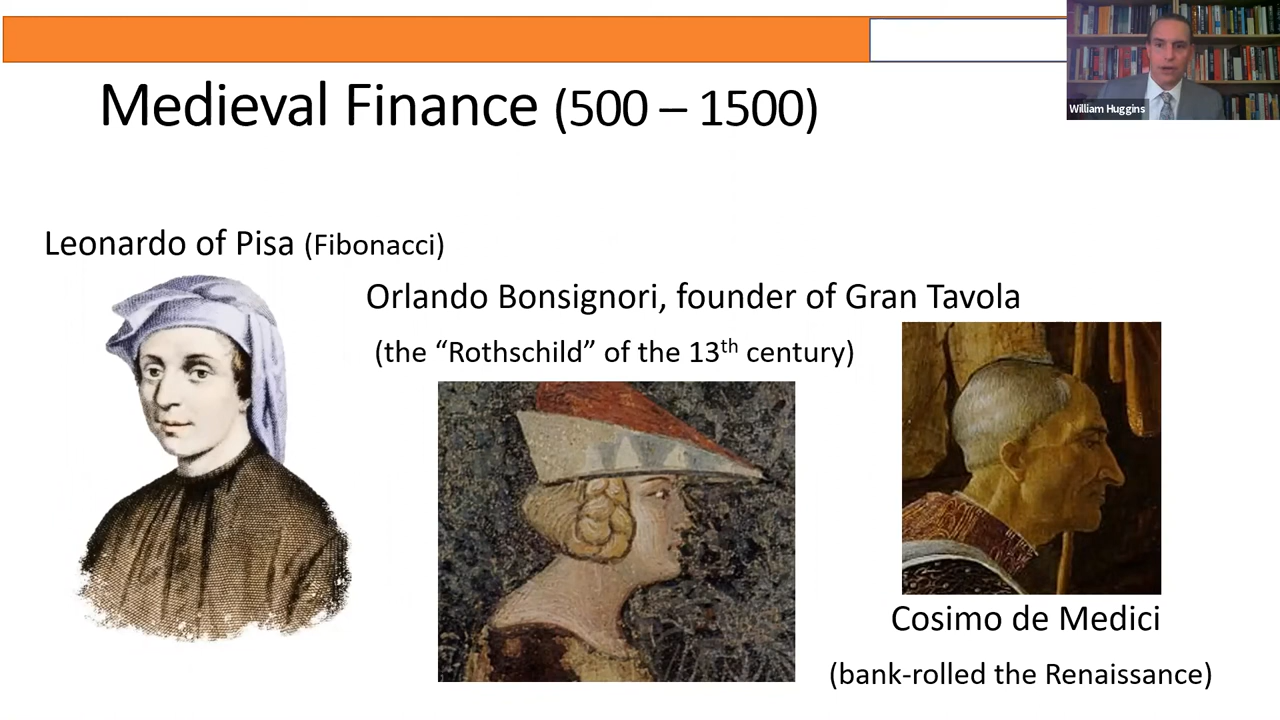 William Huggins
Medieval Finance (500 – 1500)
Leonardo of Pisa (Fibonacci)
Orlando Bonsignori, founder of Gran Tavola
(the “Rothschild” of the 13th century)
Cosimo de Medici
(bank-rolled the Renaissance)